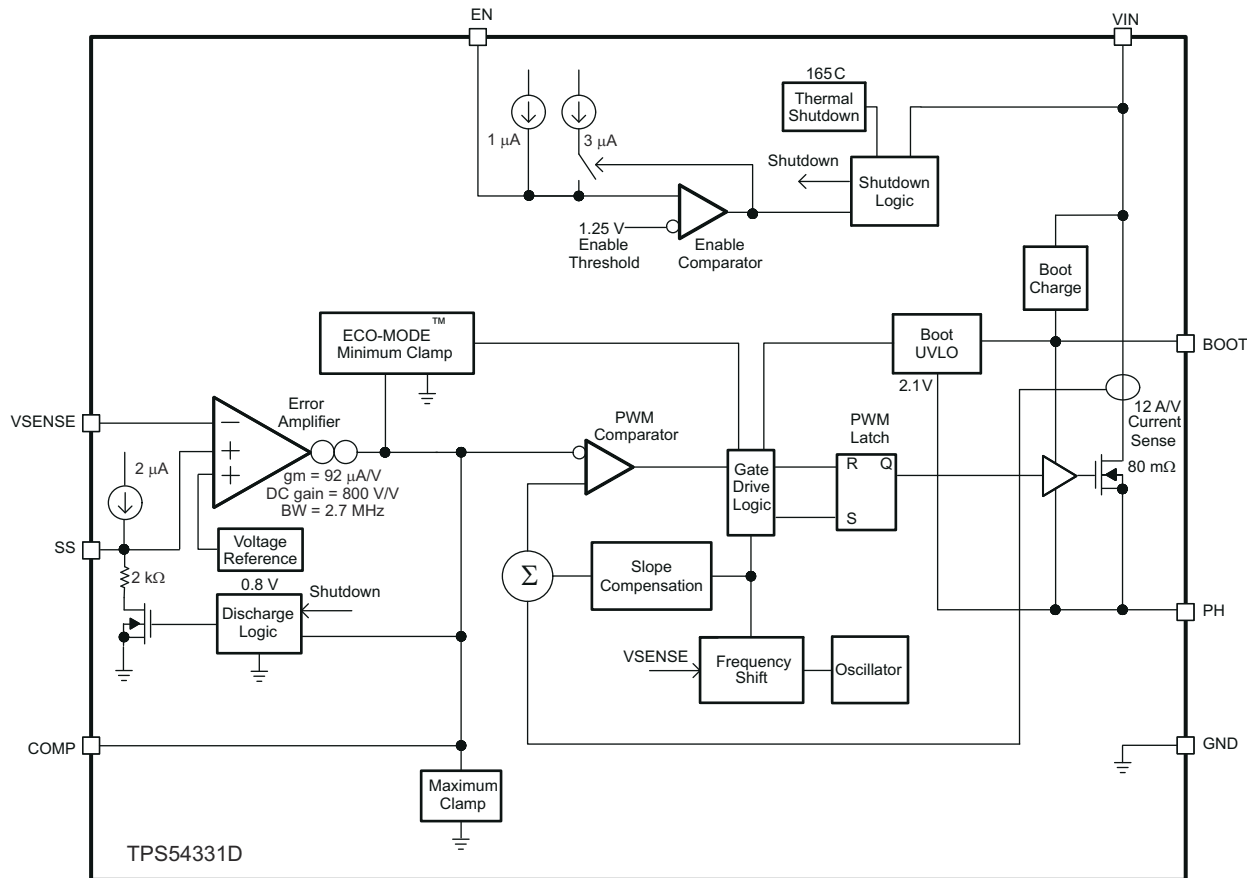 EN
VIN
165C
Thermal
Shutdown
1 μA
3 μA
Shutdown
Shutdown
Logic
1.25 V
Enable
Threshold
Enable
Comparator
Boot
Charge
ECO-MODE™
Minimum Clamp
Boot
UVLO
BOOT
2.1V
12 A/V
Current
Sense
VSENSE
Error
Amplifier
PWM
Comparator
PWM
Latch
−
+
+
gm = 92 μA/V
DC gain = 800 V/V
BW = 2.7 MHz
Gate
Drive
Logic
R
Q
S
80 mΩ
2 μA
SS
Voltage
Reference
2 kΩ
0.8 V
Shutdown
Discharge
Logic
Σ
Slope
Compensation
PH
VSENSE
Frequency
Shift
Oscillator
COMP
GND
Maximum
Clamp
TPS54331D